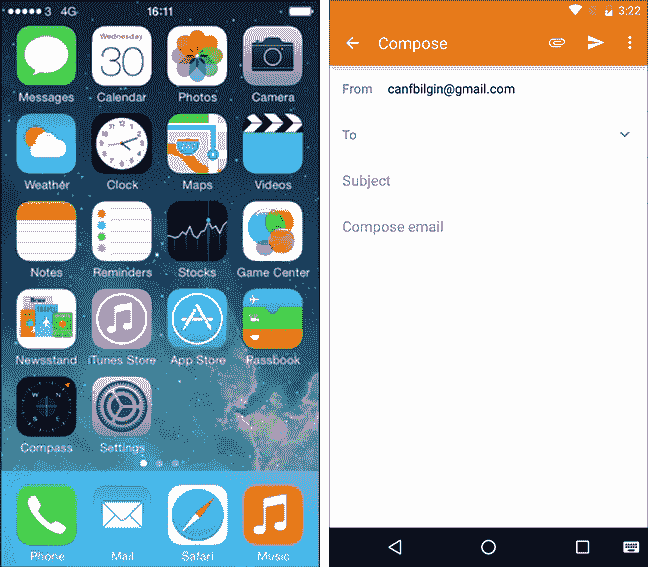 3 4G 16:11
Wednesday
30
Messages Calendar Photos Camera
280
Weather Clock Maps Videos
Notes Reminders Stocks Game Center
Newsstand iTunes Store App Store Passbook
N
W E
S
Compass Settings
Phone Mail Safari Music
3:22
Compose
From canfbilgin@gmail.com
To
Subject
Compose email